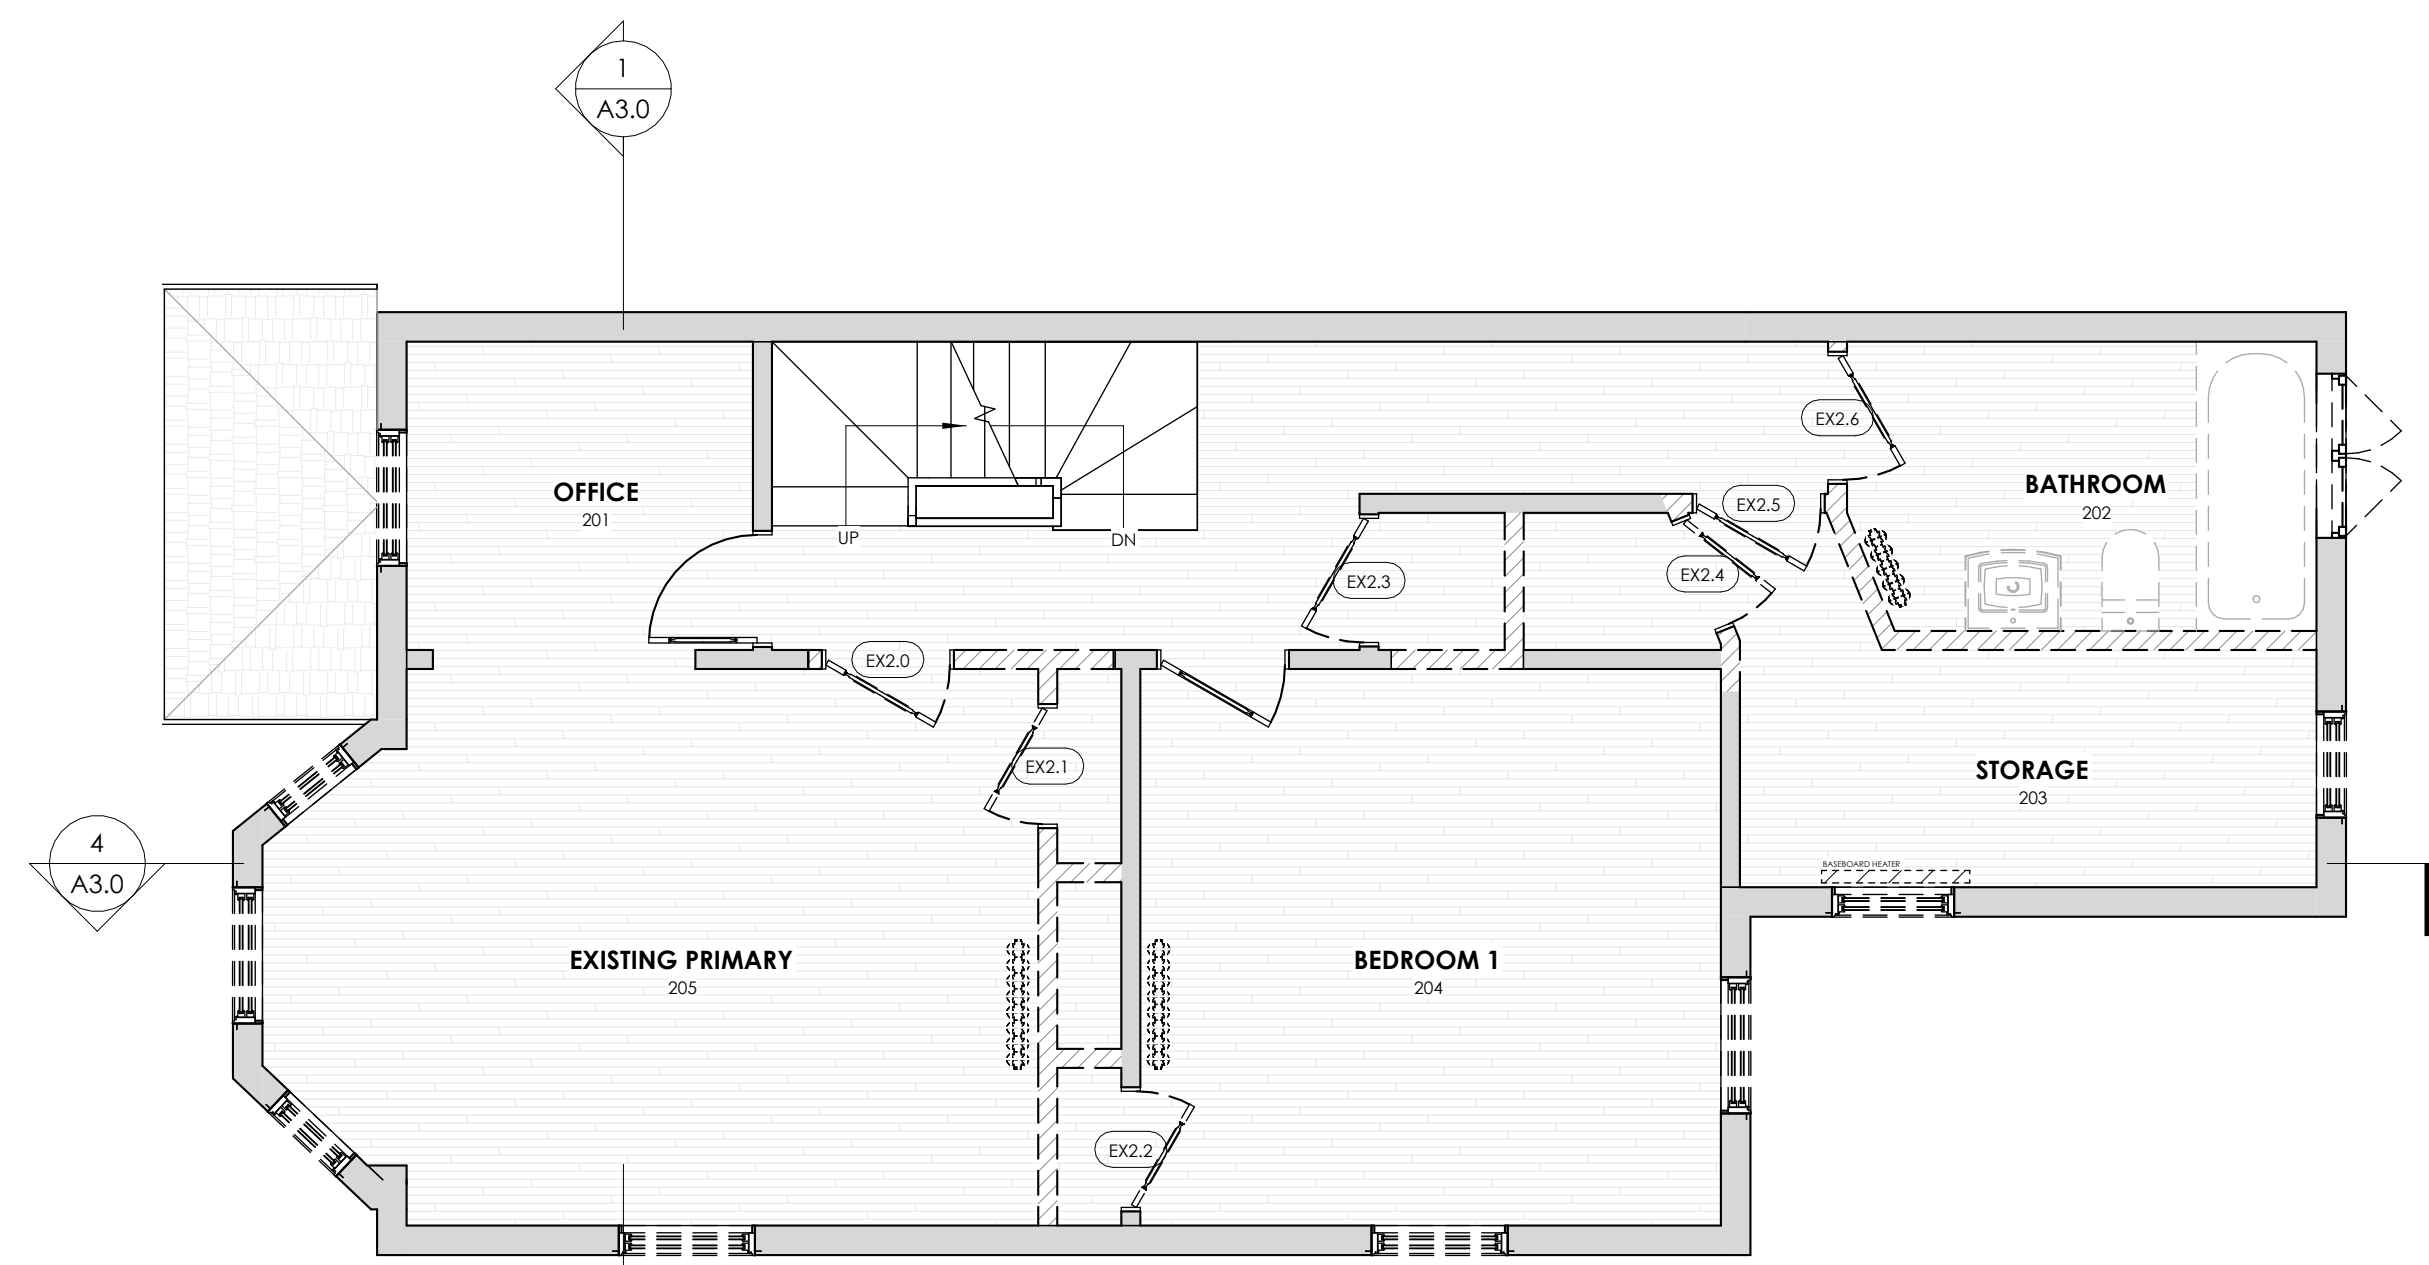 1
A3.0
EX2.6
OFFICE
201
BATHROOM
202
EX2.5
UP
DN
EX2.3
EX2.4
EX2.0
EX2.1
STORAGE
203
4
A3.0
BASEBOARD HEATER
EXISTING PRIMARY
205
BEDROOM 1
204
EX2.2